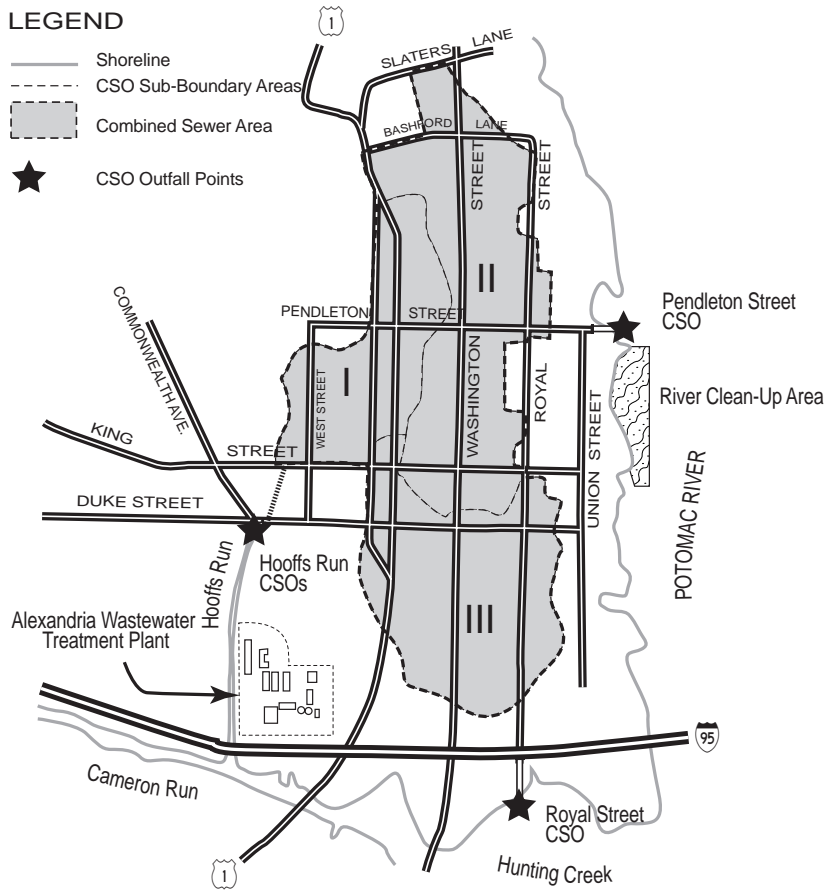 LEGEND
Shoreline
CSO Sub-Boundary Areas
Combined Sewer Area
CSO Outfall Points
1
SLATERS LANE
BASHFORD LANE
STREET
STREET
II
PENDLETON STREET
Pendleton Street
CSO
COMMONWEALTH AVE.
I
WEST STREET
WASHINGTON
ROYAL
UNION STREET
River Clean-Up Area
KING STREET
DUKE STREET
POTOMAC RIVER
Hooffs Run
Hooffs Run
CSOs
III
Alexandria Wastewater
Treatment Plant
95
Cameron Run
Royal Street
CSO
1
Hunting Creek